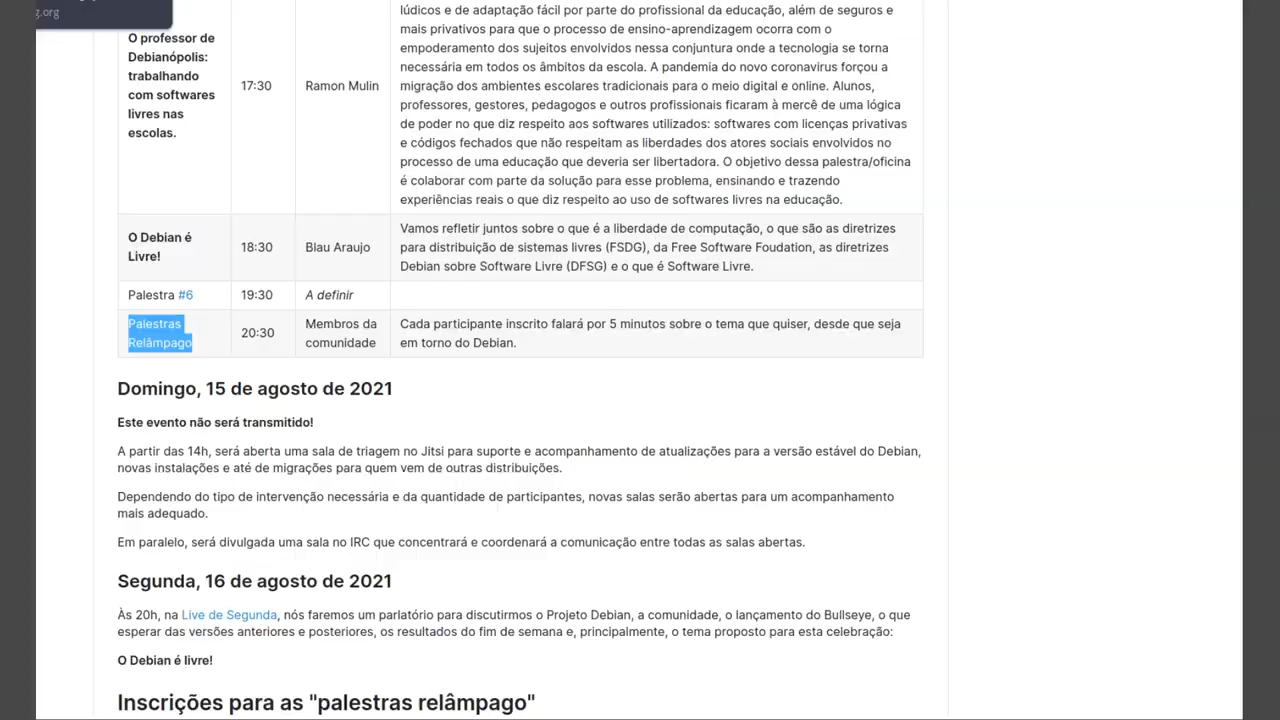 g.org
lúdicos e de adaptação fácil por parte do profissional da educação, além de seguros e
mais privativos para que o processo de ensino-aprendizagem ocorra com o
empoderamento dos sujeitos envolvidos nessa conjuntura onde a tecnologia se torna
necessária em todos os âmbitos da escola. A pandemia do novo coronavirus forçou a
migração dos ambientes escolares tradicionais para o meio digital e online. Alunos,
professores, gestores, pedagogos e outros profissionais ficaram à mercê de uma lógica
de poder no que diz respeito aos softwares utilizados: softwares com licenças privativas
e códigos fechados que não respeitam as liberdades dos atores sociais envolvidos no
processo de uma educação que deveria ser libertadora. O objetivo dessa palestra/oficina
é colaborar com parte da solução para esse problema, ensinando e trazendo
experiências reais o que diz respeito ao uso de softwares livres na educação.
O professor de
Debianópolis:
trabalhando
com softwares
livres nas
escolas.
17:30
Ramon Mulin
O Debian é
Livre!
18:30
Blau Araujo
Vamos refletir juntos sobre o que é a liberdade de computação, o que são as diretrizes
para distribuição de sistemas livres (FSDG), da Free Software Foudation, as diretrizes
Debian sobre Software Livre (DFSG) e o que é Software Livre.
Palestra #6
19:30
A definir
Palestras
Relâmpago
20:30
Membros da
comunidade
Cada participante inscrito falará por 5 minutos sobre o tema que quiser, desde que seja
em torno do Debian.
Domingo, 15 de agosto de 2021
Este evento não será transmitido!
A partir das 14h, será aberta uma sala de triagem no Jitsi para suporte e acompanhamento de atualizações para a versão estável do Debian,
novas instalações e até de migrações para quem vem de outras distribuições.
Dependendo do tipo de intervenção necessária e da quantidade de participantes, novas salas serão abertas para um acompanhamento
mais adequado.
Em paralelo, será divulgada uma sala no IRC que concentrará e coordenará a comunicação entre todas as salas abertas.
Segunda, 16 de agosto de 2021
Às 20h, na Live de Segunda, nós faremos um parlatório para discutirmos o Projeto Debian, a comunidade, o lançamento do Bullseye, o que
esperar das versões anteriores e posteriores, os resultados do fim de semana e, principalmente, o tema proposto para esta celebração:
O Debian é livre!
Inscrições para as "palestras relâmpago"